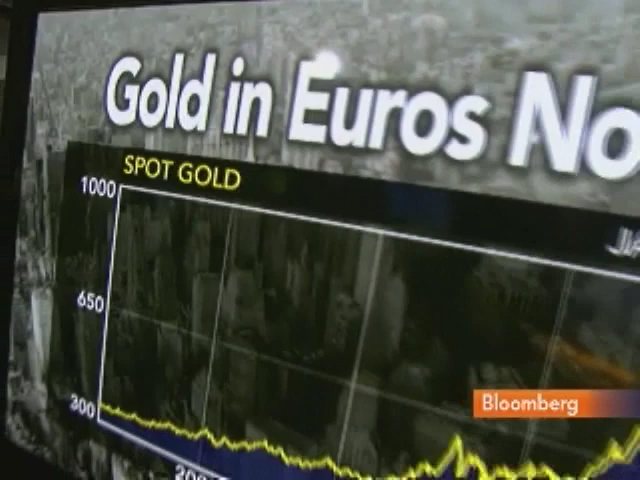 Gold in Euros No
SPOT GOLD
1000
650
300
Bloomberg